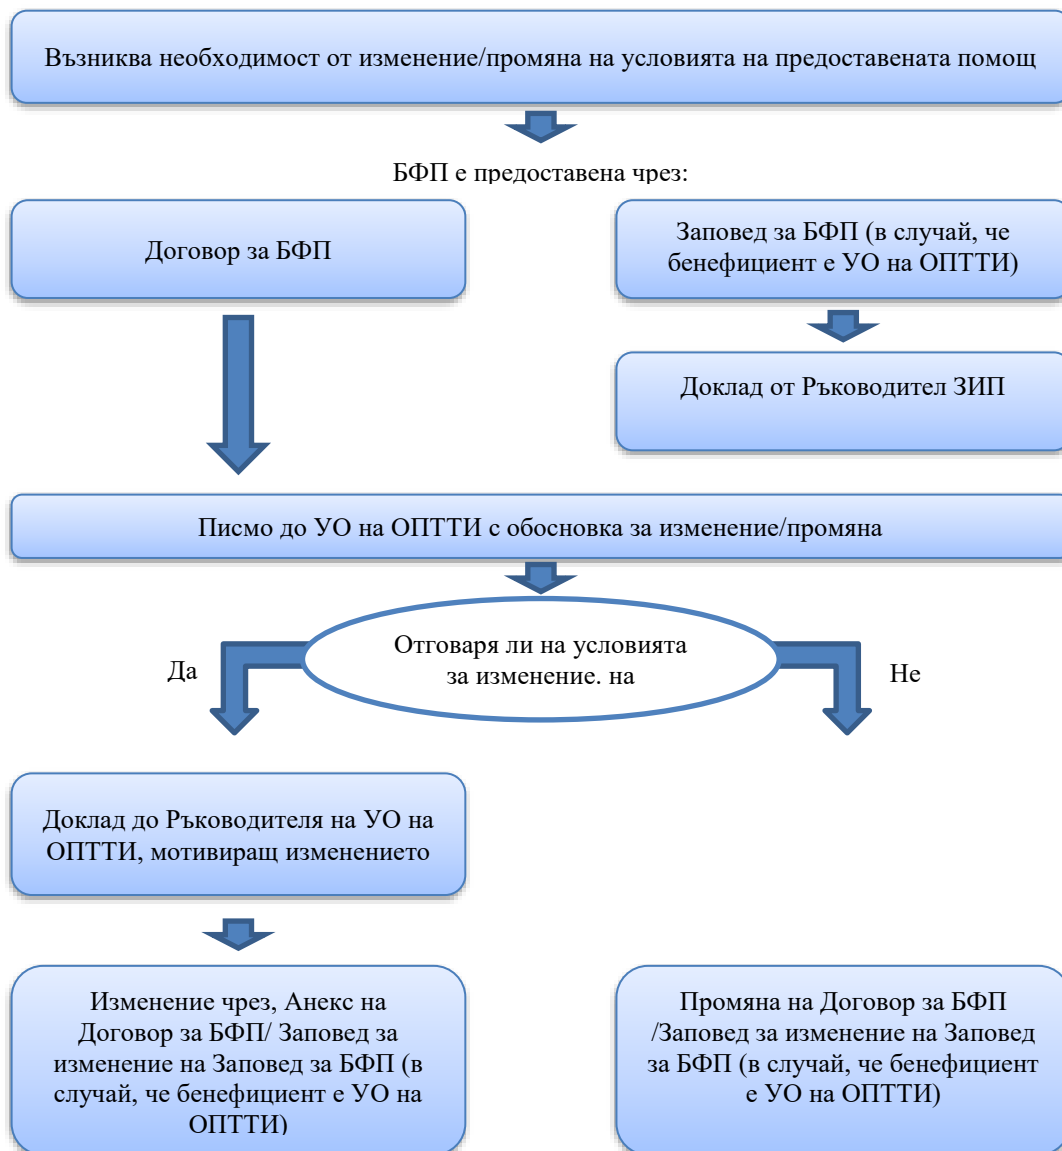 Възниква необходимост от изменение/промяна на условията на предоставената помощ
БФП е предоставена чрез:
Договор за БФП
Заповед за БФП (в случай, че
бенефициент е УО на ОПТТИ)
Доклад от Ръководител ЗИП
Писмо до УО на ОПТТИ с обосновка за изменение/промяна
Отговаря ли на условията
за изменение. на
Да
Не
Доклад до Ръководителя на УО на
ОПТТИ, мотивиращ изменението
Изменение чрез, Анекс на
Договор за БФП/ Заповед за
изменение на Заповед за БФП (в
случай, че бенефициент е УО на
ОПТТИ)
Промяна на Договор за БФП
/Заповед за изменение на Заповед
за БФП (в случай, че бенефициент
е УО на ОПТТИ)